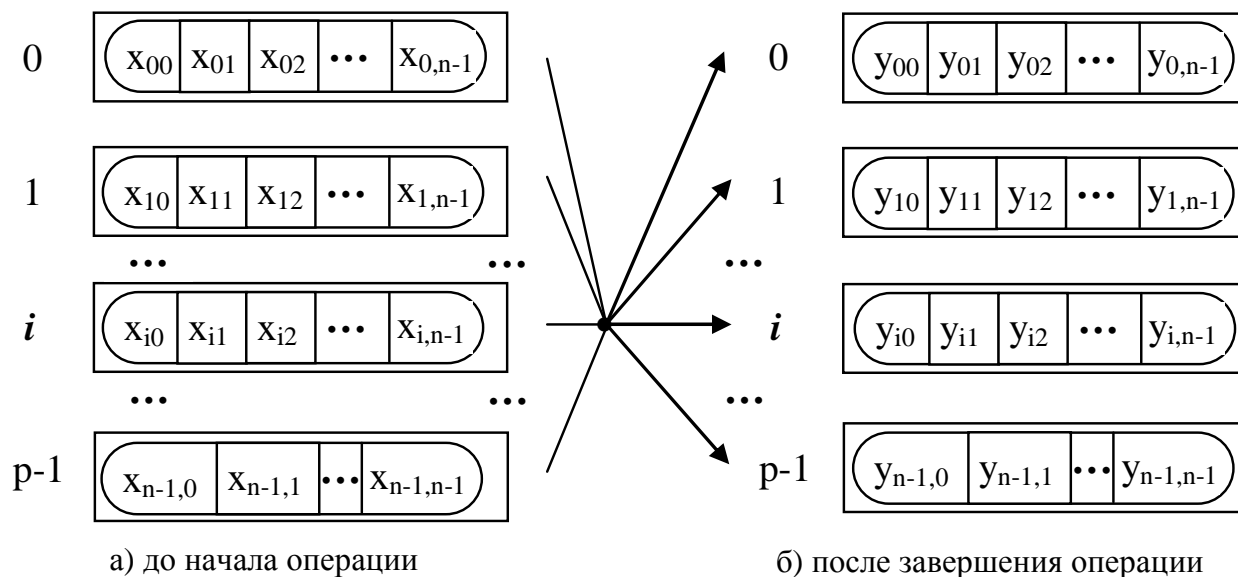 0 x00 x01 x02 ••• x0,n-1 0 y00 y01 y02 ••• y0,n-1
1 x10 x11 x12 ••• x1,n-1 1 y10 y11 y12 ••• y1,n-1
••• ••• •••
i xi0 xi1 xi2 ••• xi,n-1 i yi0 yi1 yi2 ••• yi,n-1
••• ••• •••
p-1 xn-1,0 xn-1,1 ••• xn-1,n-1 p-1 yn-1,0 yn-1,1 ••• yn-1,n-1
а) до начала операции б) после завершения операции